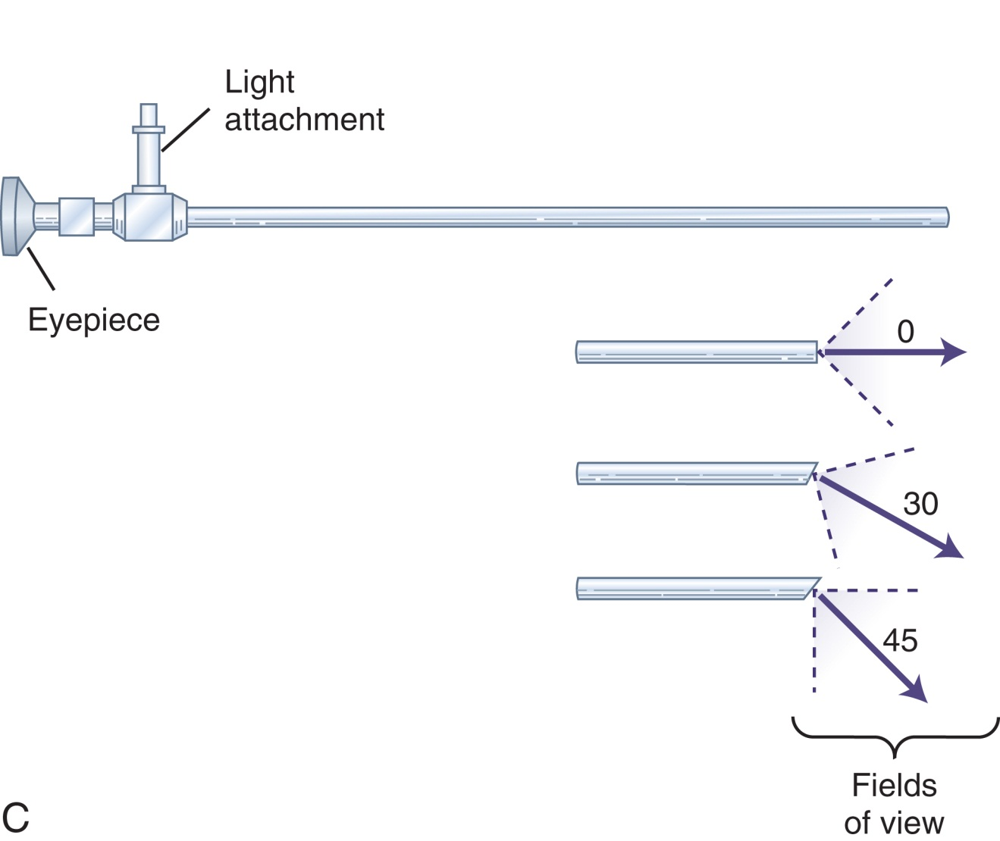 Light
attachment
Eyepiece
0
30
45
Fields
of view
C